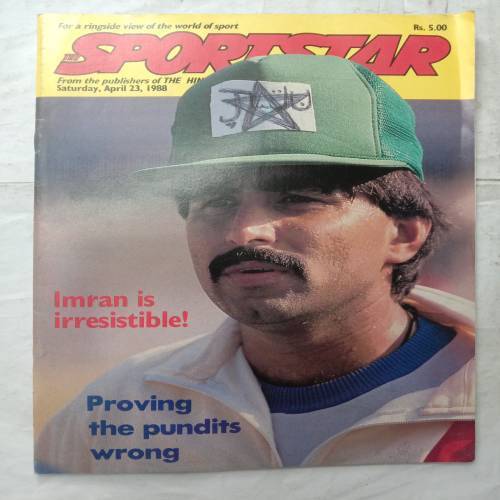 For a ringside view of the world of sport
Rs. 5.00
THE SPORTSTAR
From the publishers of THE HIN
Saturday, April 23, 1988
Imran is
irresistible!
Proving
the pundits
wrong